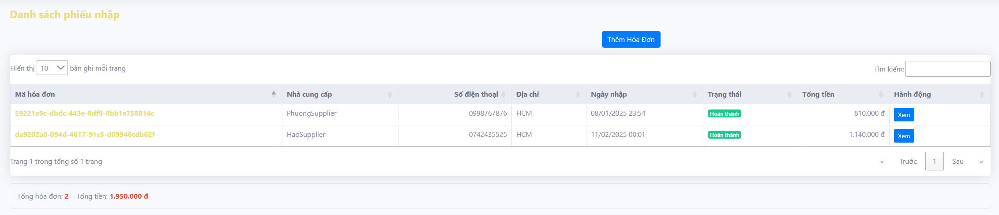 Danh sách phiếu nhập
Thêm Hóa Đơn
Hiển thị 10 bản ghi mỗi trang Tìm kiếm:
Mã hóa đơn Nhà cung cấp Số điện thoại Địa chỉ Ngày nhập Trạng thái Tổng tiền Hành động
59221a9c-dbdc-443e-8df9-0bb1a758814c PhuongSupplier 0998767876 HCM 08/01/2025 23:54 Hoàn thành 810.000 đ Xem
da9202a0-094d-4617-91c5-d09946cdb62f HaoSupplier 0742435525 HCM 11/02/2025 00:01 Hoàn thành 1.140.000 đ Xem
Trang 1 trong tổng số 1 trang « Trước 1 Sau »
Tổng hóa đơn: 2 Tổng tiền: 1.950.000 đ